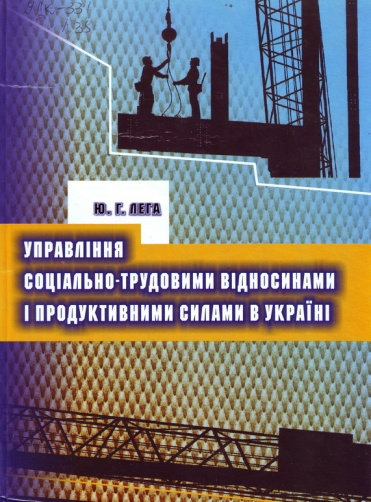 Ю. Г. ЛЕГА
УПРАВЛІННЯ
СОЦІАЛЬНО-ТРУДОВИМИ ВІДНОСИНАМИ
І ПРОДУКТИВНИМИ СИЛАМИ В УКРАЇНІ